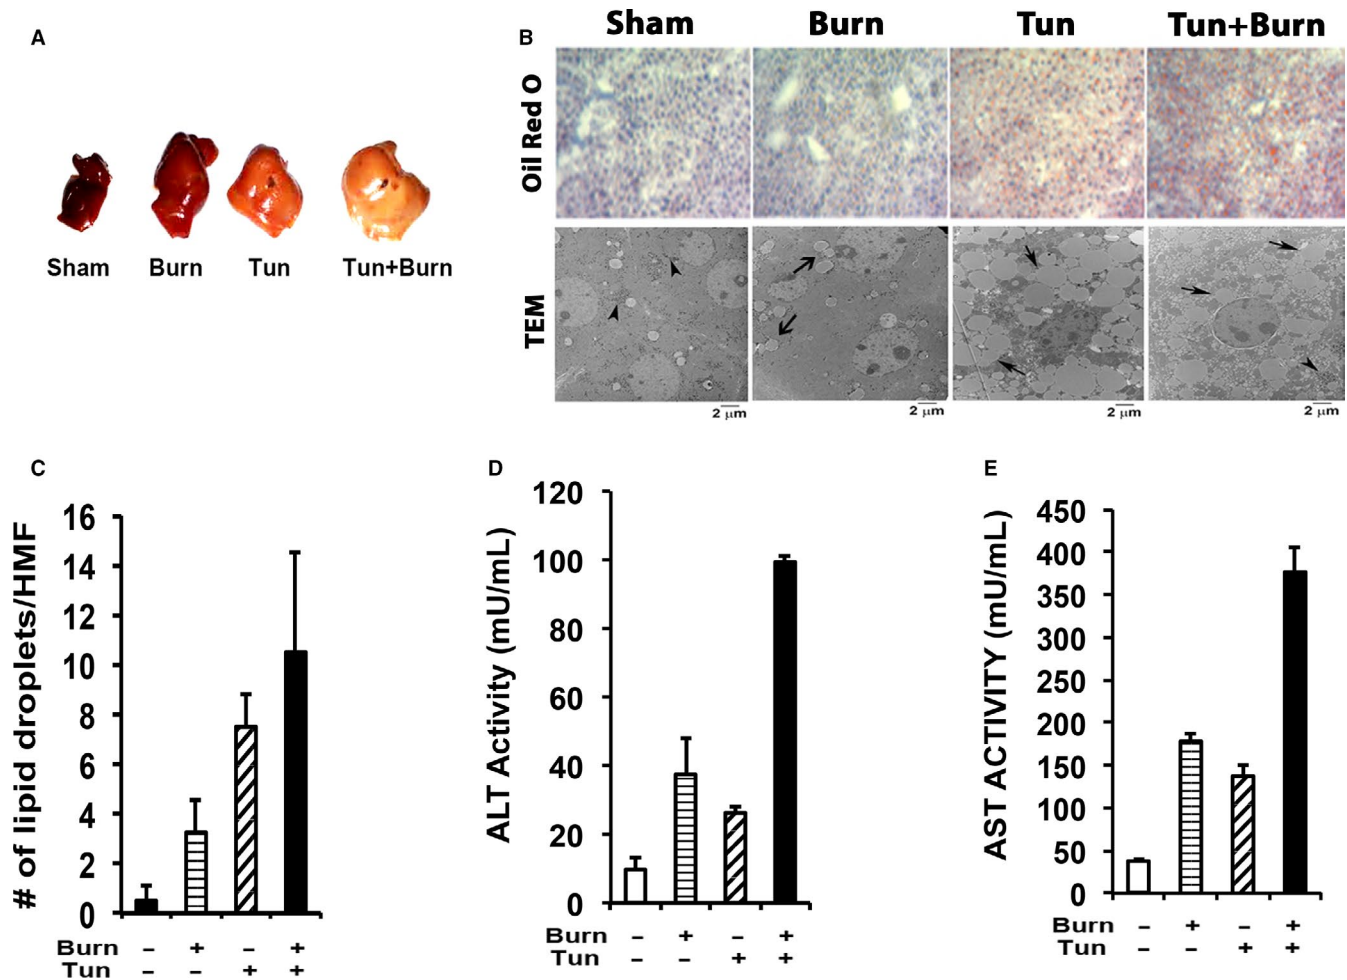 A
Sham Burn Tun Tun+Burn
B
Sham Burn Tun Tun+Burn
Oil Red O
TEM
2 µm 2 µm 2 µm 2 µm
C
# of lipid droplets/HMF
16
14
12
10
8
6
4
2
0
Burn – + – +
Tun – – + +
D
ALT Activity (mU/mL)
120
100
80
60
40
20
0
Burn – + – +
Tun – – + +
E
AST ACTIVITY (mU/mL)
450
400
350
300
250
200
150
100
50
0
Burn – + – +
Tun – – + +